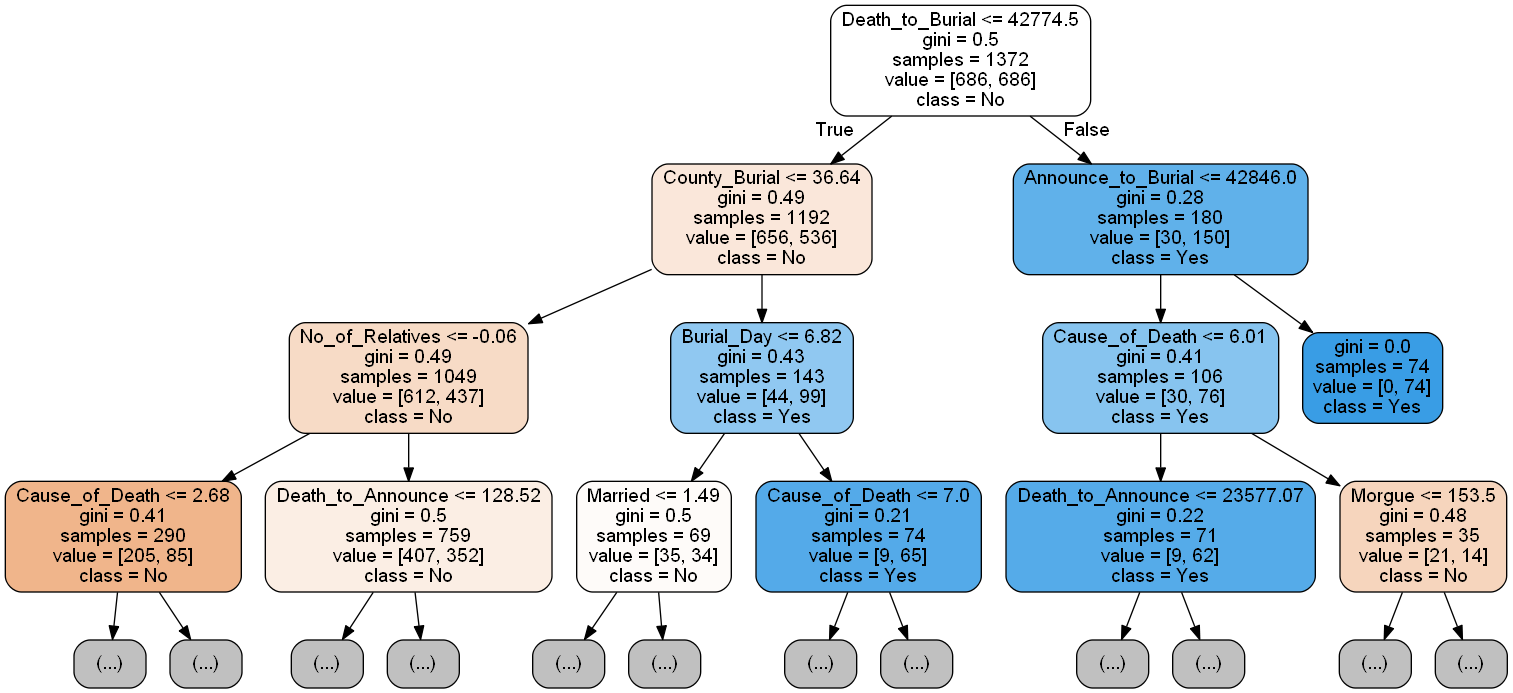 Death_to_Burial <= 42774.5
gini = 0.5
samples = 1372
value = [686, 686]
class = No
True
False
County_Burial <= 36.64
gini = 0.49
samples = 1192
value = [656, 536]
class = No
Announce_to_Burial <= 42846.0
gini = 0.28
samples = 180
value = [30, 150]
class = Yes
No_of_Relatives <= -0.06
gini = 0.49
samples = 1049
value = [612, 437]
class = No
Burial_Day <= 6.82
gini = 0.43
samples = 143
value = [44, 99]
class = Yes
Cause_of_Death <= 6.01
gini = 0.41
samples = 106
value = [30, 76]
class = Yes
gini = 0.0
samples = 74
value = [0, 74]
class = Yes
Cause_of_Death <= 2.68
gini = 0.41
samples = 290
value = [205, 85]
class = No
Death_to_Announce <= 128.52
gini = 0.5
samples = 759
value = [407, 352]
class = No
Married <= 1.49
gini = 0.5
samples = 69
value = [35, 34]
class = No
Cause_of_Death <= 7.0
gini = 0.21
samples = 74
value = [9, 65]
class = Yes
Death_to_Announce <= 23577.07
gini = 0.22
samples = 71
value = [9, 62]
class = Yes
Morgue <= 153.5
gini = 0.48
samples = 35
value = [21, 14]
class = No
(...)
(...)
(...)
(...)
(...)
(...)
(...)
(...)
(...)
(...)
(...)
(...)